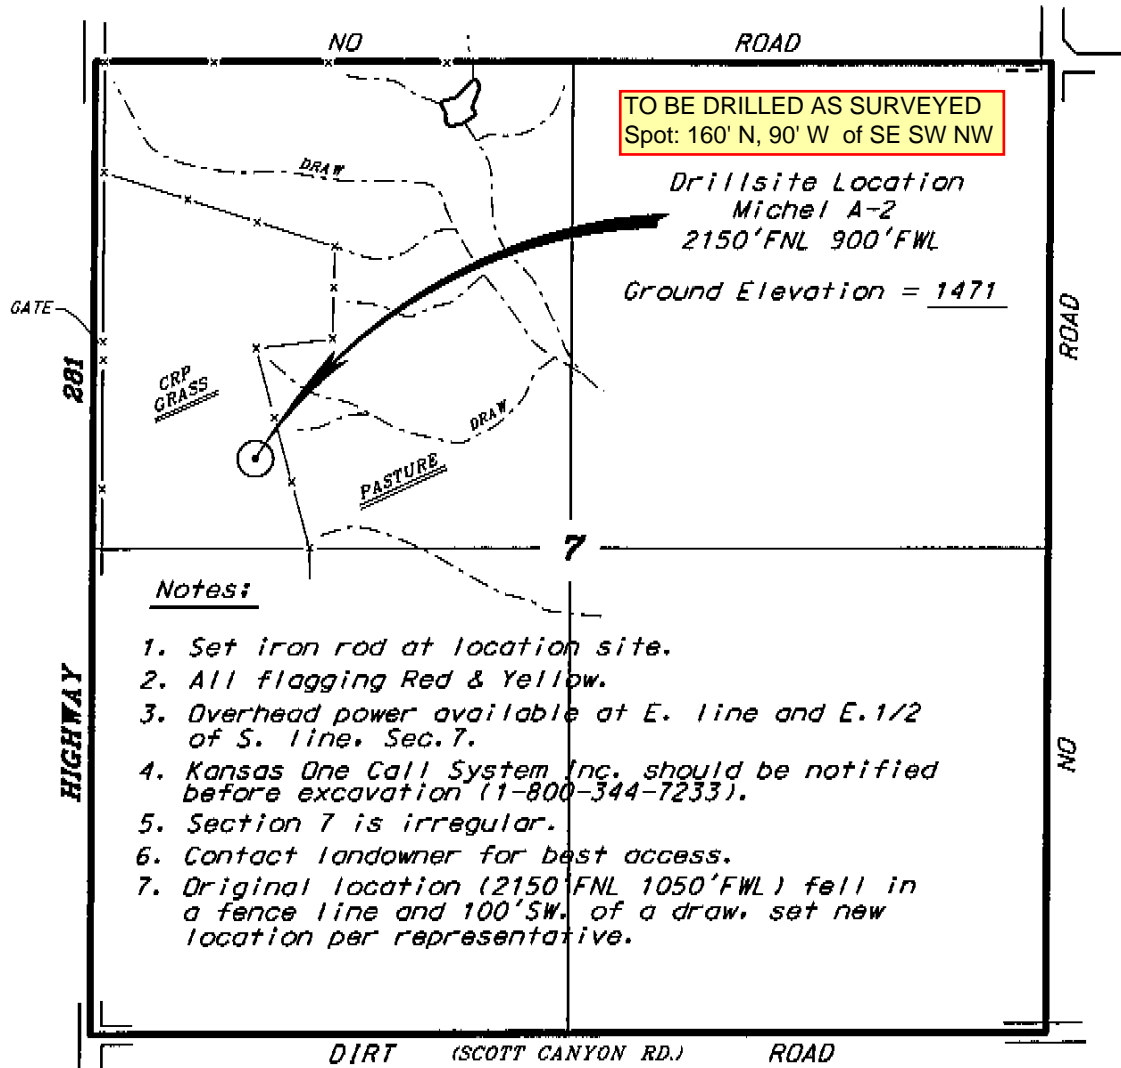 NO ROAD
TO BE DRILLED AS SURVEYED
Spot: 160' N, 90' W of SE SW NW
DRAW
Drillsite Location
Michel A-2
2150'FNL 900'FWL
Ground Elevation = 1471
GATE
ROAD
281
CRP
GRASS
DRAW
PASTURE
7
Notes:
1. Set iron rod at location site.
2. All flagging Red & Yellow.
3. Overhead power available at E. line and E.1/2
of S. line. Sec.7.
HIGHWAY
NO
4. Kansas One Call System Inc. should be notified
before excavation (1-800-344-7233).
5. Section 7 is irregular.
6. Contact landowner for best access.
7. Original location (2150'FNL 1050'FWL) fell in
a fence line and 100'SW. of a draw. set new
location per representative.
DIRT (SCOTT CANYON RD.) ROAD